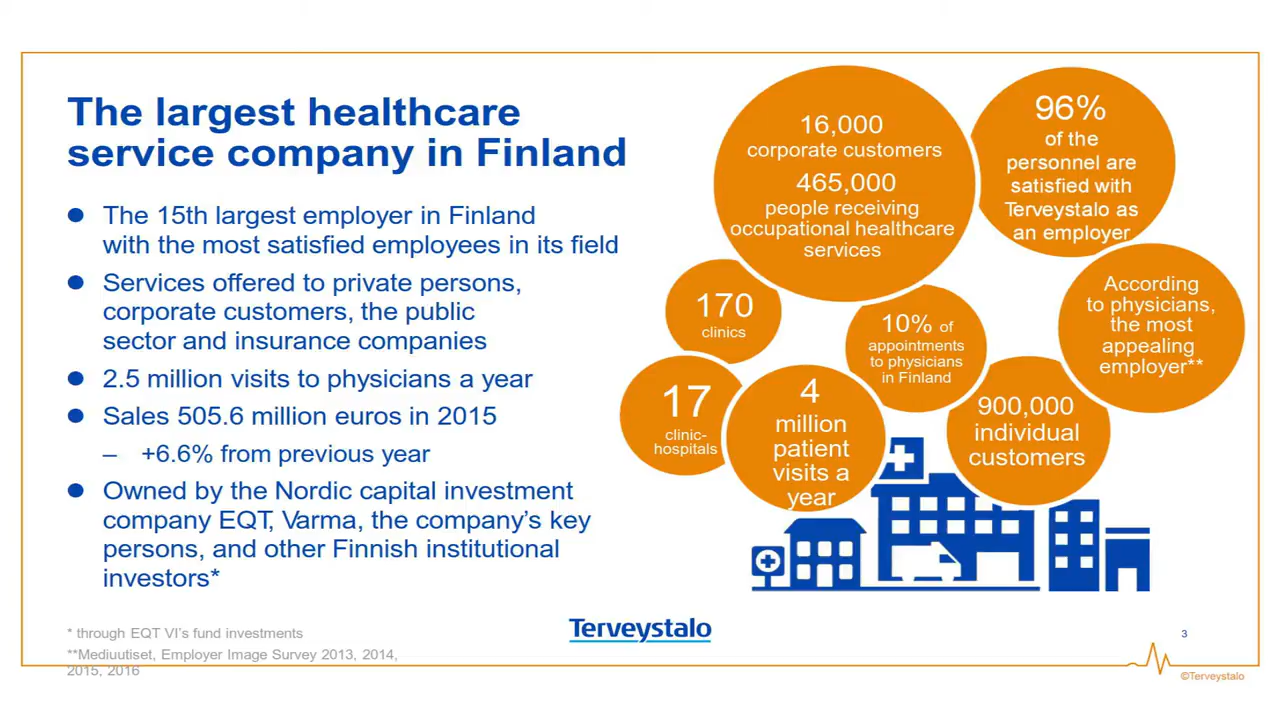 The largest healthcare
service company in Finland
● The 15th largest employer in Finland
with the most satisfied employees in its field
● Services offered to private persons,
corporate customers, the public
sector and insurance companies
● 2.5 million visits to physicians a year
● Sales 505.6 million euros in 2015
– +6.6% from previous year
● Owned by the Nordic capital investment
company EQT, Varma, the company’s key
persons, and other Finnish institutional
investors*
16,000
corporate customers
465,000
people receiving
occupational healthcare
services
96%
of the
personnel are
satisfied with
Terveystalo as
an employer
170
clinics
10% of
appointments
to physicians
in Finland
According
to physicians,
the most
appealing
employer**
17
clinic-
hospitals
4
million
patient
visits a
year
900,000
individual
customers
* through EQT VI’s fund investments
**Mediuutiset, Employer Image Survey 2013, 2014,
2015, 2016
Terveystalo
3
©Terveystalo